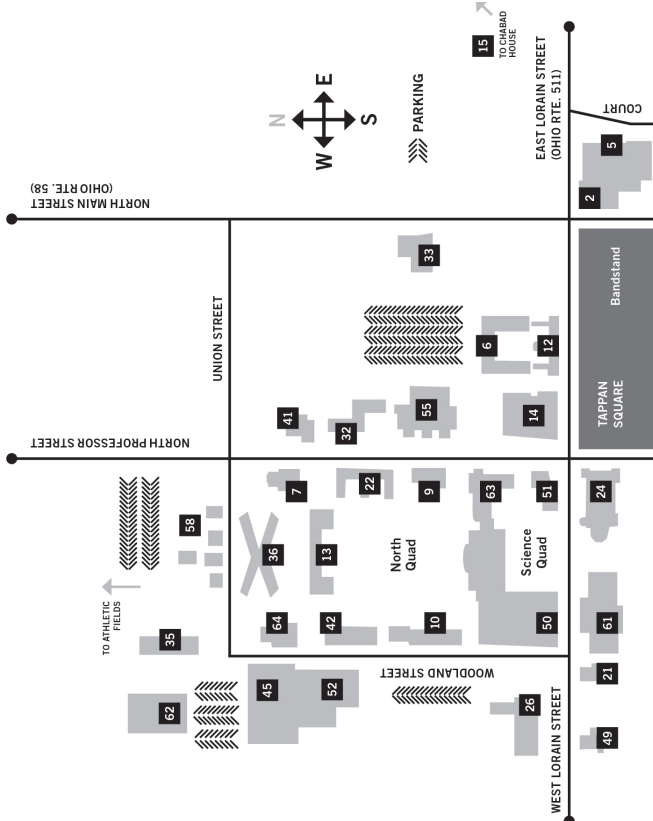 15
TO CHABAD
HOUSE
N
E
S
W
PARKING
EAST LORAIN STREET
(OHIO RTE. 511)
COURT
5
2
NORTH MAIN STREET
(OHIO RTE. 58)
33
UNION STREET
6
12
Bandstand
TAPPAN
SQUARE
41
32
55
14
NORTH PROFESSOR STREET
7
22
9
63
51
24
58
36
13
North
Quad
Science
Quad
TO ATHLETIC
FIELDS
35
64
42
10
50
61
WOODLAND STREET
62
45
52
26
21
49
WEST LORAIN STREET